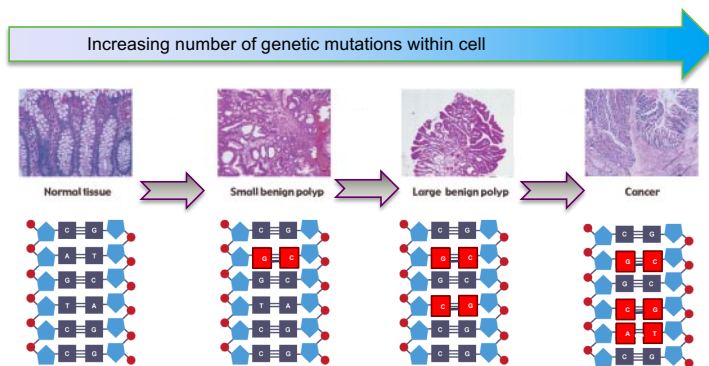 Increasing number of genetic mutations within cell
Normal tissue
Small benign polyp
Large benign polyp
Cancer
C G
A T
G C
T A
C G
C G
C G
G C
G C
T A
C G
C G
C G
G C
G C
C G
C G
C G
C G
G C
G C
C G
A T
C G